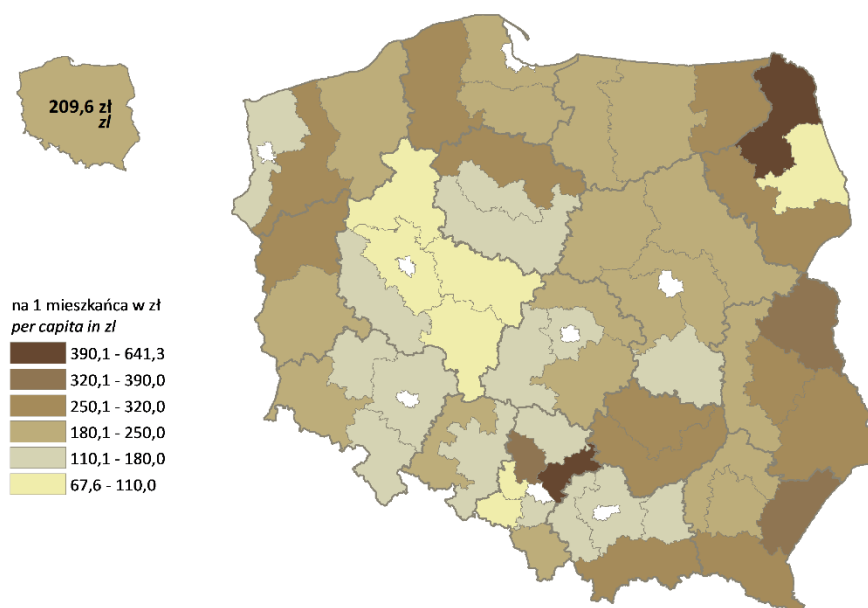 209,6 zł
zl
na 1 mieszkańca w zł
per capita in zl
390,1 - 641,3
320,1 - 390,0
250,1 - 320,0
180,1 - 250,0
110,1 - 180,0
67,6 - 110,0